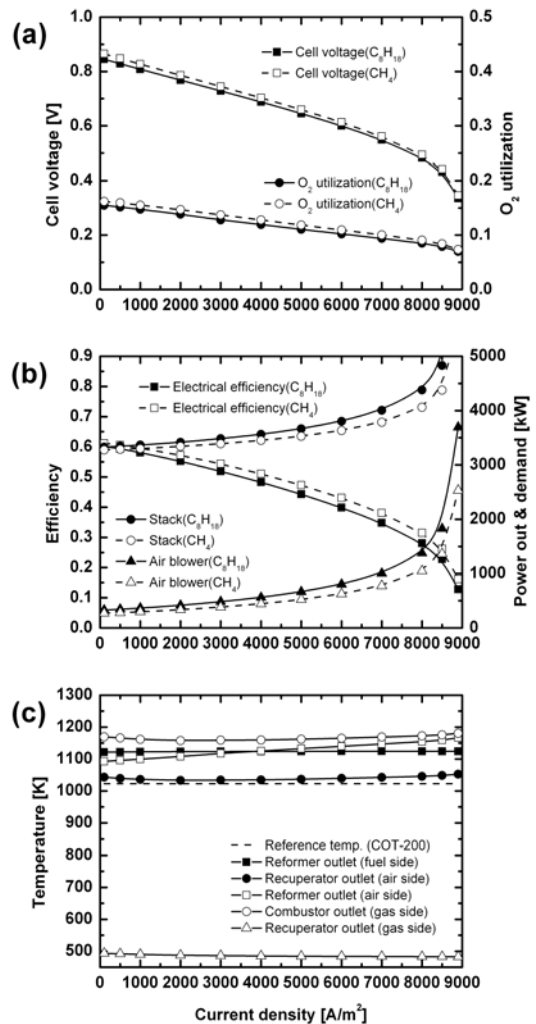 (a)
1.0
0.8
0.6
0.4
0.2
0.0
Cell voltage [V]
Cell voltage(C8H18)
Cell voltage(CH4)
O2 utilization(C8H18)
O2 utilization(CH4)
0.5
0.4
0.3
0.2
0.1
0.0
O2 utilization
0 1000 2000 3000 4000 5000 6000 7000 8000 9000
(b)
0.9
0.8
0.7
0.6
0.5
0.4
0.3
0.2
0.1
0.0
Efficiency
Electrical efficiency(C8H18)
Electrical efficiency(CH4)
Stack(C8H18)
Stack(CH4)
Air blower(C8H18)
Air blower(CH4)
5000
4000
3000
2000
1000
0
Power out & demand [kW]
0 1000 2000 3000 4000 5000 6000 7000 8000 9000
(c)
1300
1200
1100
1000
900
800
700
600
500
Temperature [K]
Reference temp. (COT-200)
Reformer outlet (fuel side)
Recuperator outlet (air side)
Reformer outlet (air side)
Combustor outlet (gas side)
Recuperator outlet (gas side)
0 1000 2000 3000 4000 5000 6000 7000 8000 9000
Current density [A/m²]